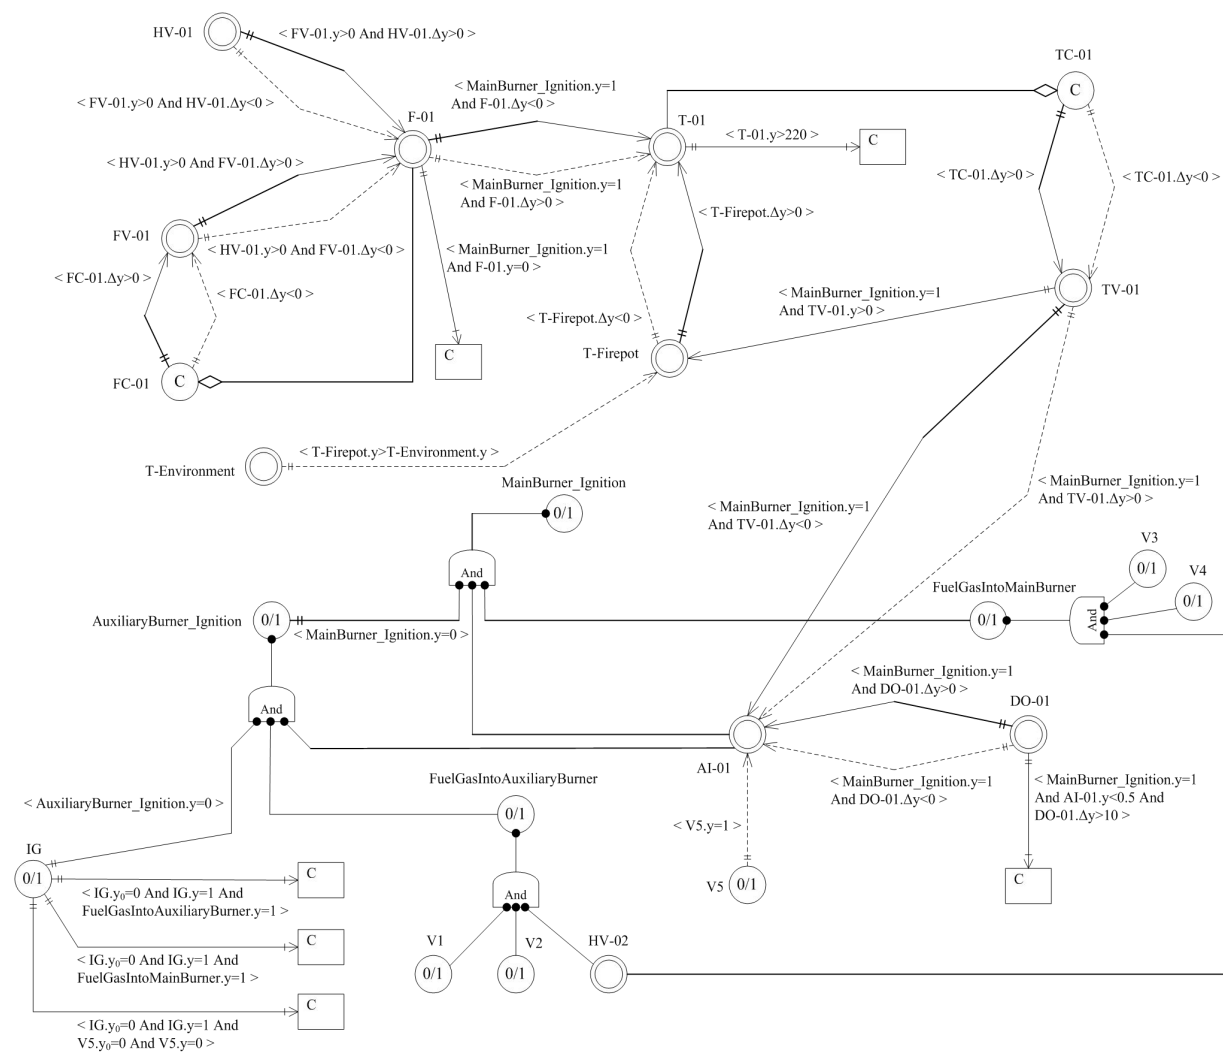 HV-01
< FV-01.y>0 And HV-01.Δy>0 >
TC-01
C
< MainBurner_Ignition.y=1
And F-01.Δy<0 >
< FV-01.y>0 And HV-01.Δy<0 >
F-01
T-01
< T-01.y>220 >
C
< HV-01.y>0 And FV-01.Δy>0 >
< MainBurner_Ignition.y=1
And F-01.Δy>0 >
< TC-01.Δy>0 >
< TC-01.Δy<0 >
< T-Firepot.Δy>0 >
FV-01
< HV-01.y>0 And FV-01.Δy<0 >
< MainBurner_Ignition.y=1
And F-01.y=0 >
< FC-01.Δy>0 >
< FC-01.Δy<0 >
< MainBurner_Ignition.y=1
And TV-01.y>0 >
TV-01
< T-Firepot.Δy<0 >
T-Firepot
C
FC-01
C
< T-Firepot.y>T-Environment.y >
T-Environment
MainBurner_Ignition
0/1
< MainBurner_Ignition.y=1
And TV-01.Δy<0 >
< MainBurner_Ignition.y=1
And TV-01.Δy>0 >
V3
0/1
V4
0/1
And
FuelGasIntoMainBurner
0/1
And
AuxiliaryBurner_Ignition
0/1
< MainBurner_Ignition.y=0 >
< MainBurner_Ignition.y=1
And DO-01.Δy>0 >
DO-01
And
AI-01
< MainBurner_Ignition.y=1
And DO-01.Δy<0 >
< MainBurner_Ignition.y=1
And AI-01.y<0.5 And
DO-01.Δy>10 >
FuelGasIntoAuxiliaryBurner
0/1
< AuxiliaryBurner_Ignition.y=0 >
< V5.y=1 >
IG
0/1
C
V5
0/1
C
< IG.y₀=0 And IG.y=1 And
FuelGasIntoAuxiliaryBurner.y=1 >
And
C
V1
0/1
V2
0/1
HV-02
< IG.y₀=0 And IG.y=1 And
FuelGasIntoMainBurner.y=1 >
C
< IG.y₀=0 And IG.y=1 And
V5.y₀=0 And V5.y=0 >